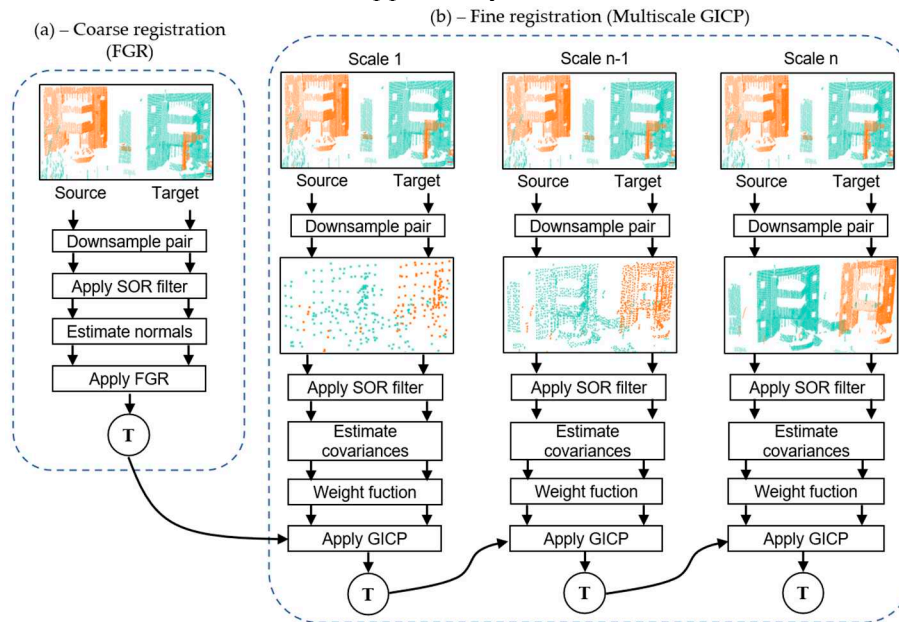 (a) – Coarse registration
(FGR)
Source Target
Downsample pair
Apply SOR filter
Estimate normals
Apply FGR
T
(b) – Fine registration (Multiscale GICP)
Scale 1
Source Target
Downsample pair
Apply SOR filter
Estimate
covariances
Weight fuction
Apply GICP
T
Scale n-1
Source Target
Downsample pair
Apply SOR filter
Estimate
covariances
Weight fuction
Apply GICP
T
Scale n
Source Target
Downsample pair
Apply SOR filter
Estimate
covariances
Weight fuction
Apply GICP
T